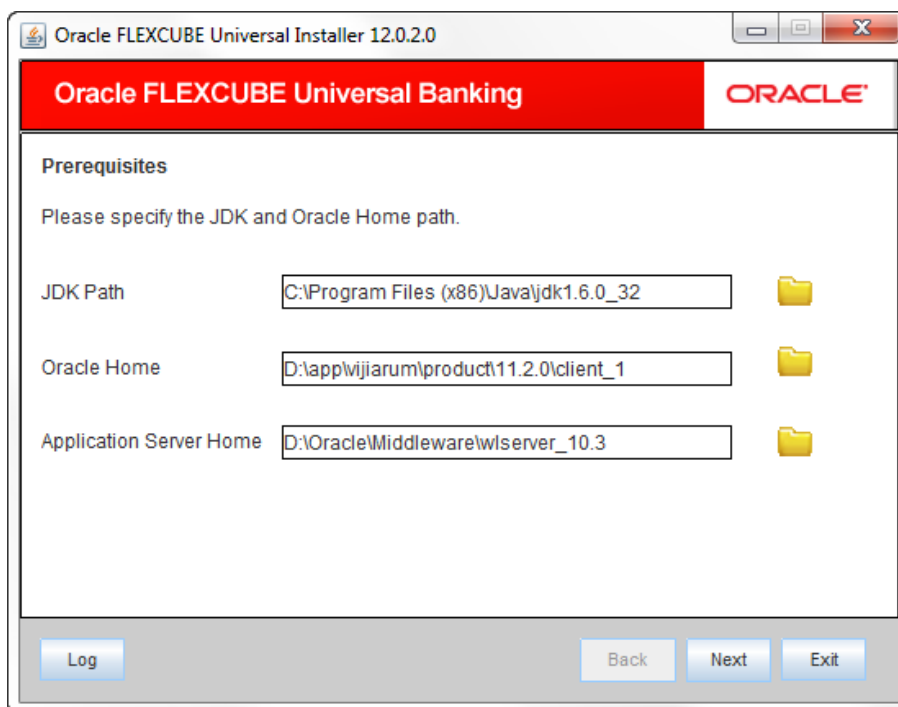 Oracle FLEXCUBE Universal Installer 12.0.2.0
Oracle FLEXCUBE Universal Banking
ORACLE
Prerequisites
Please specify the JDK and Oracle Home path.
JDK Path
C:\Program Files (x86)\Java\jdk1.6.0_32
Oracle Home
D:\app\vijiarum\product\11.2.0\client_1
Application Server Home
D:\Oracle\Middleware\wlserver_10.3
Log
Back
Next
Exit